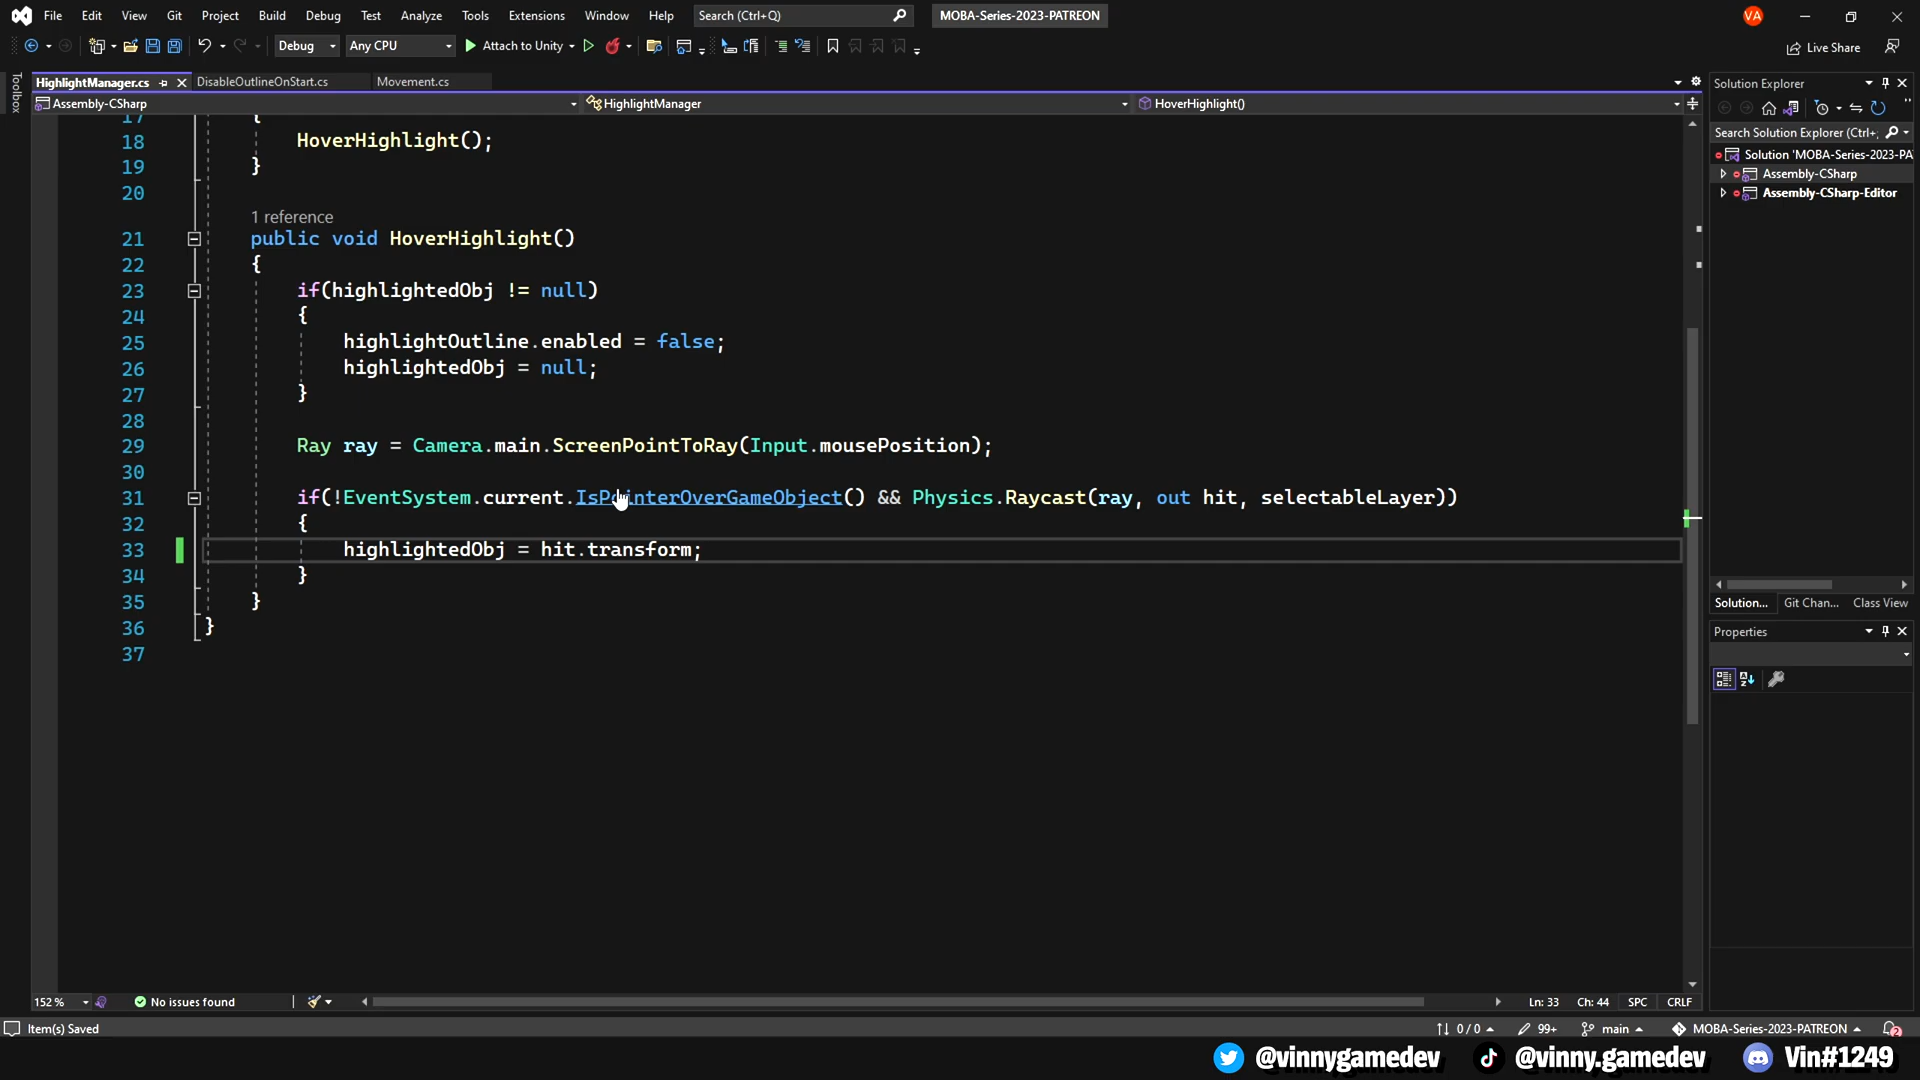 File Edit View Git Project Build Debug Test Analyze Tools Extensions Window Help Search (Ctrl+Q) MOBA-Series-2023-PATREON VA
Debug Any CPU Attach to Unity Live Share
Toolbox
HighlightManager.cs DisableOutlineOnStart.cs Movement.cs
Assembly-CSharp HighlightManager HoverHighlight()
17 {
18 HoverHighlight();
19 }
20
1 reference
21 public void HoverHighlight()
22 {
23 if(highlightedObj != null)
24 {
25 highlightOutline.enabled = false;
26 highlightedObj = null;
27 }
28
29 Ray ray = Camera.main.ScreenPointToRay(Input.mousePosition);
30
31 if(!EventSystem.current.IsPointerOverGameObject() && Physics.Raycast(ray, out hit, selectableLayer))
32 {
33 highlightedObj = hit.transform;
34 }
35 }
36 }
37
152 % No issues found Ln: 33 Ch: 44 SPC CRLF
Solution Explorer
Search Solution Explorer (Ctrl+;
Solution 'MOBA-Series-2023-PA
Assembly-CSharp
Assembly-CSharp-Editor
Solution... Git Chan... Class View
Properties
Item(s) Saved 0 / 0 99+ main MOBA-Series-2023-PATREON 2
@vinnygamedev @vinny.gamedev Vin#1249